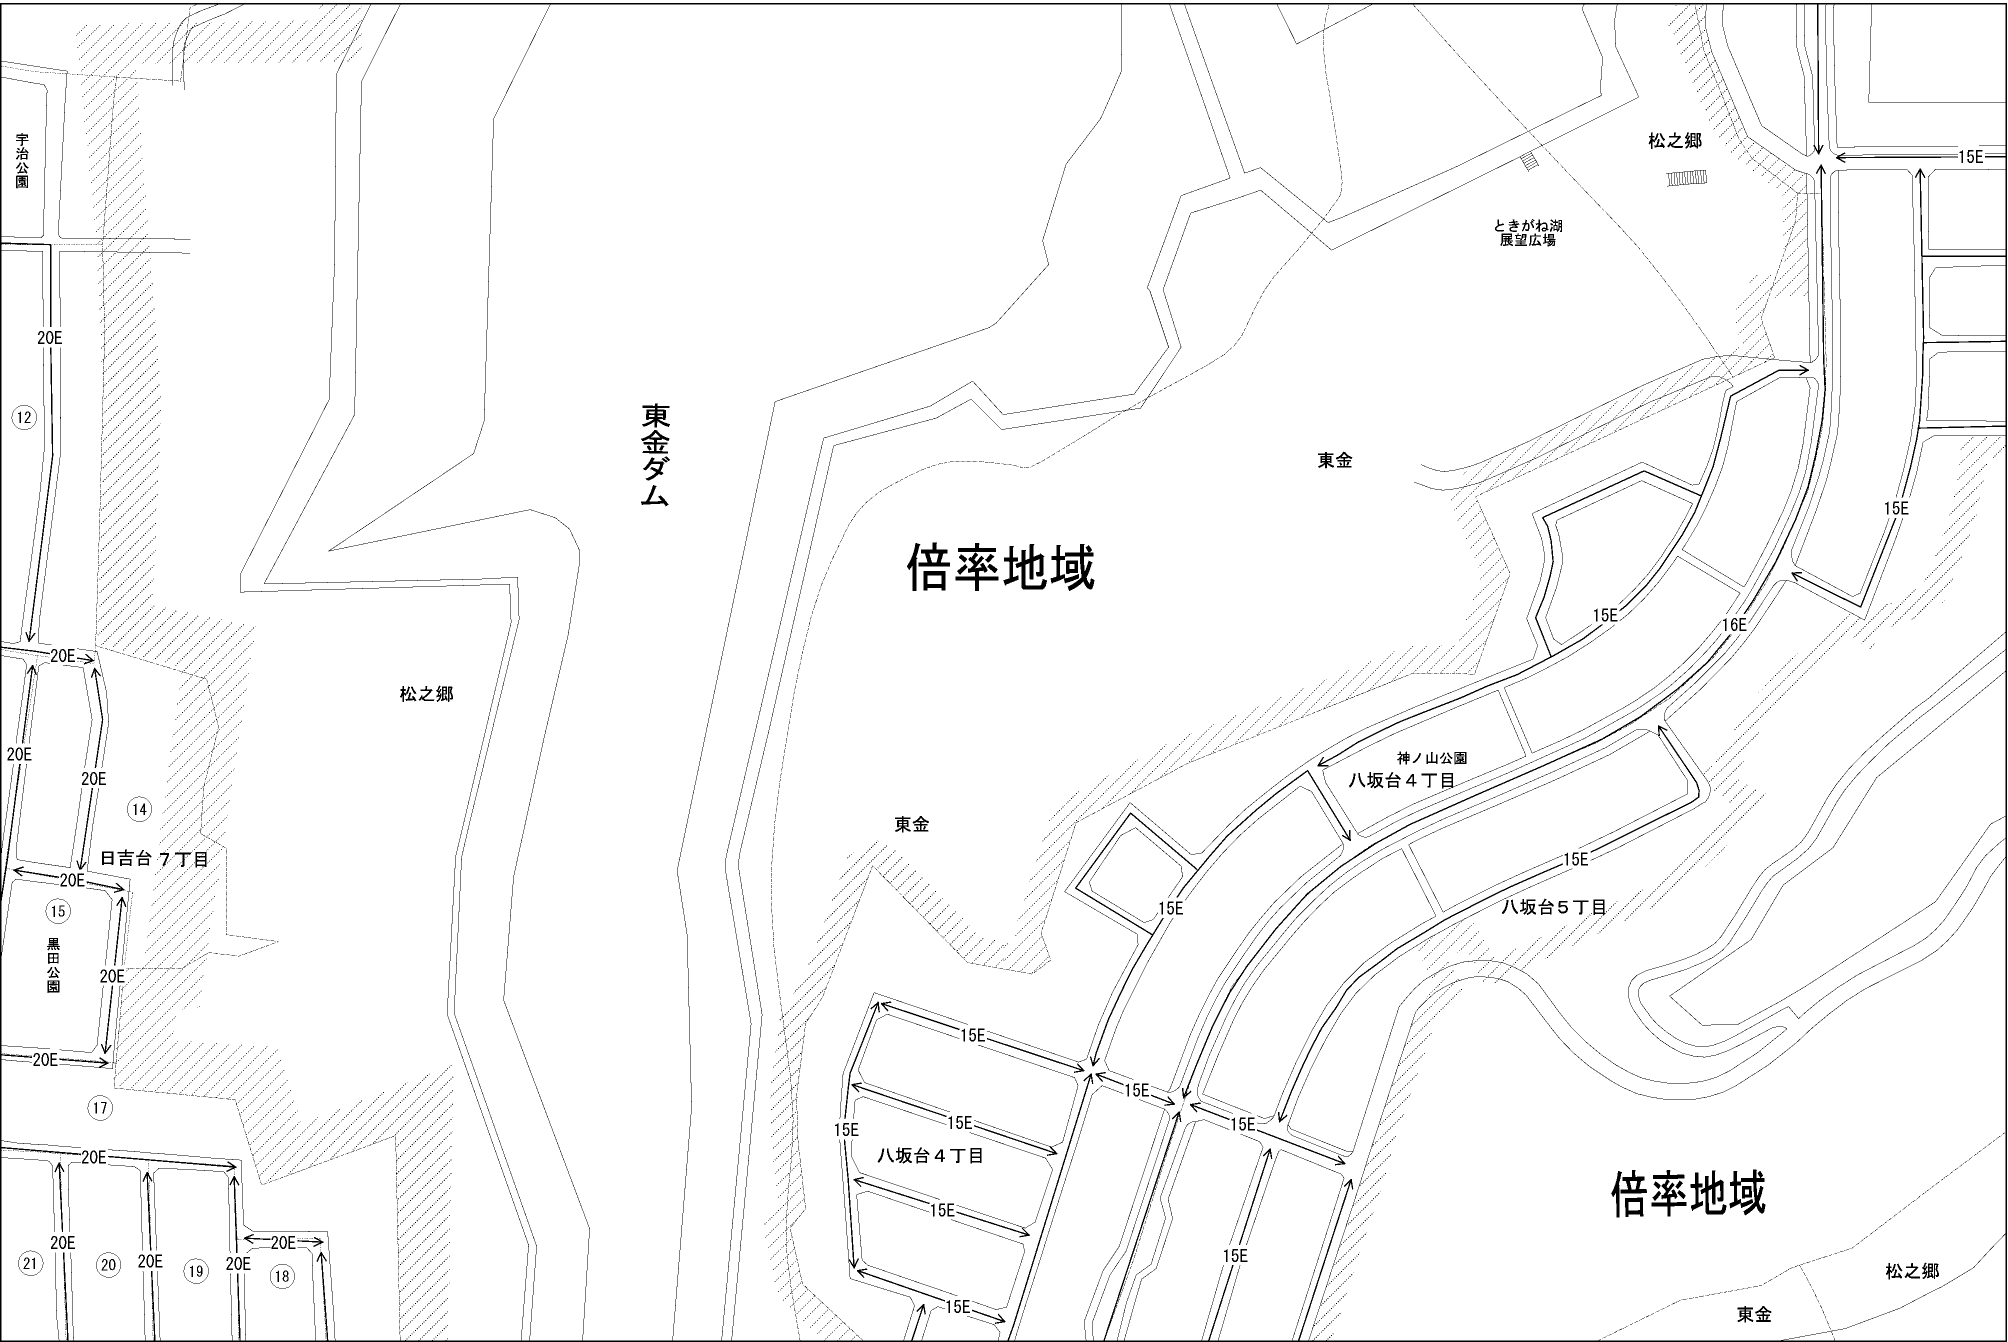 宇治公園
松之郷
15E
ときがね湖
展望広場
20E
12
東金ダム
東金
15E
倍率地域
15E
16E
20E
松之郷
20E
20E
14
神ノ山公園
八坂台４丁目
東金
日吉台７丁目
15E
20E
15
八坂台５丁目
15E
黒田公園
20E
15E
20E
15E
17
15E
15E
15E
八坂台４丁目
20E
倍率地域
15E
20E
20E
20E
20E
15E
21
20
19
18
松之郷
15E
東金